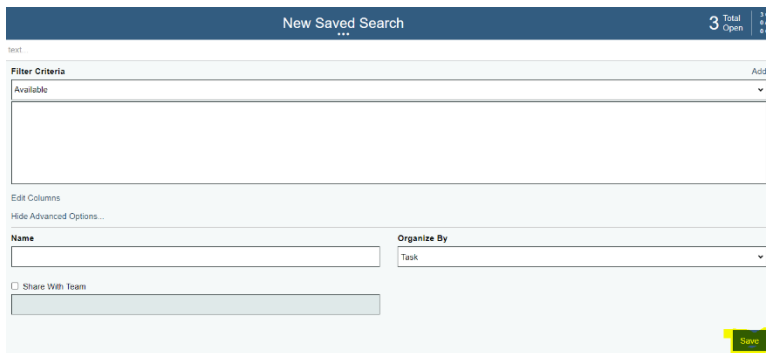 New Saved Search
3 Total Open
text...
Filter Criteria
Add
Available
Edit Columns
Hide Advanced Options...
Name
Organize By
Task
Share With Team
Save